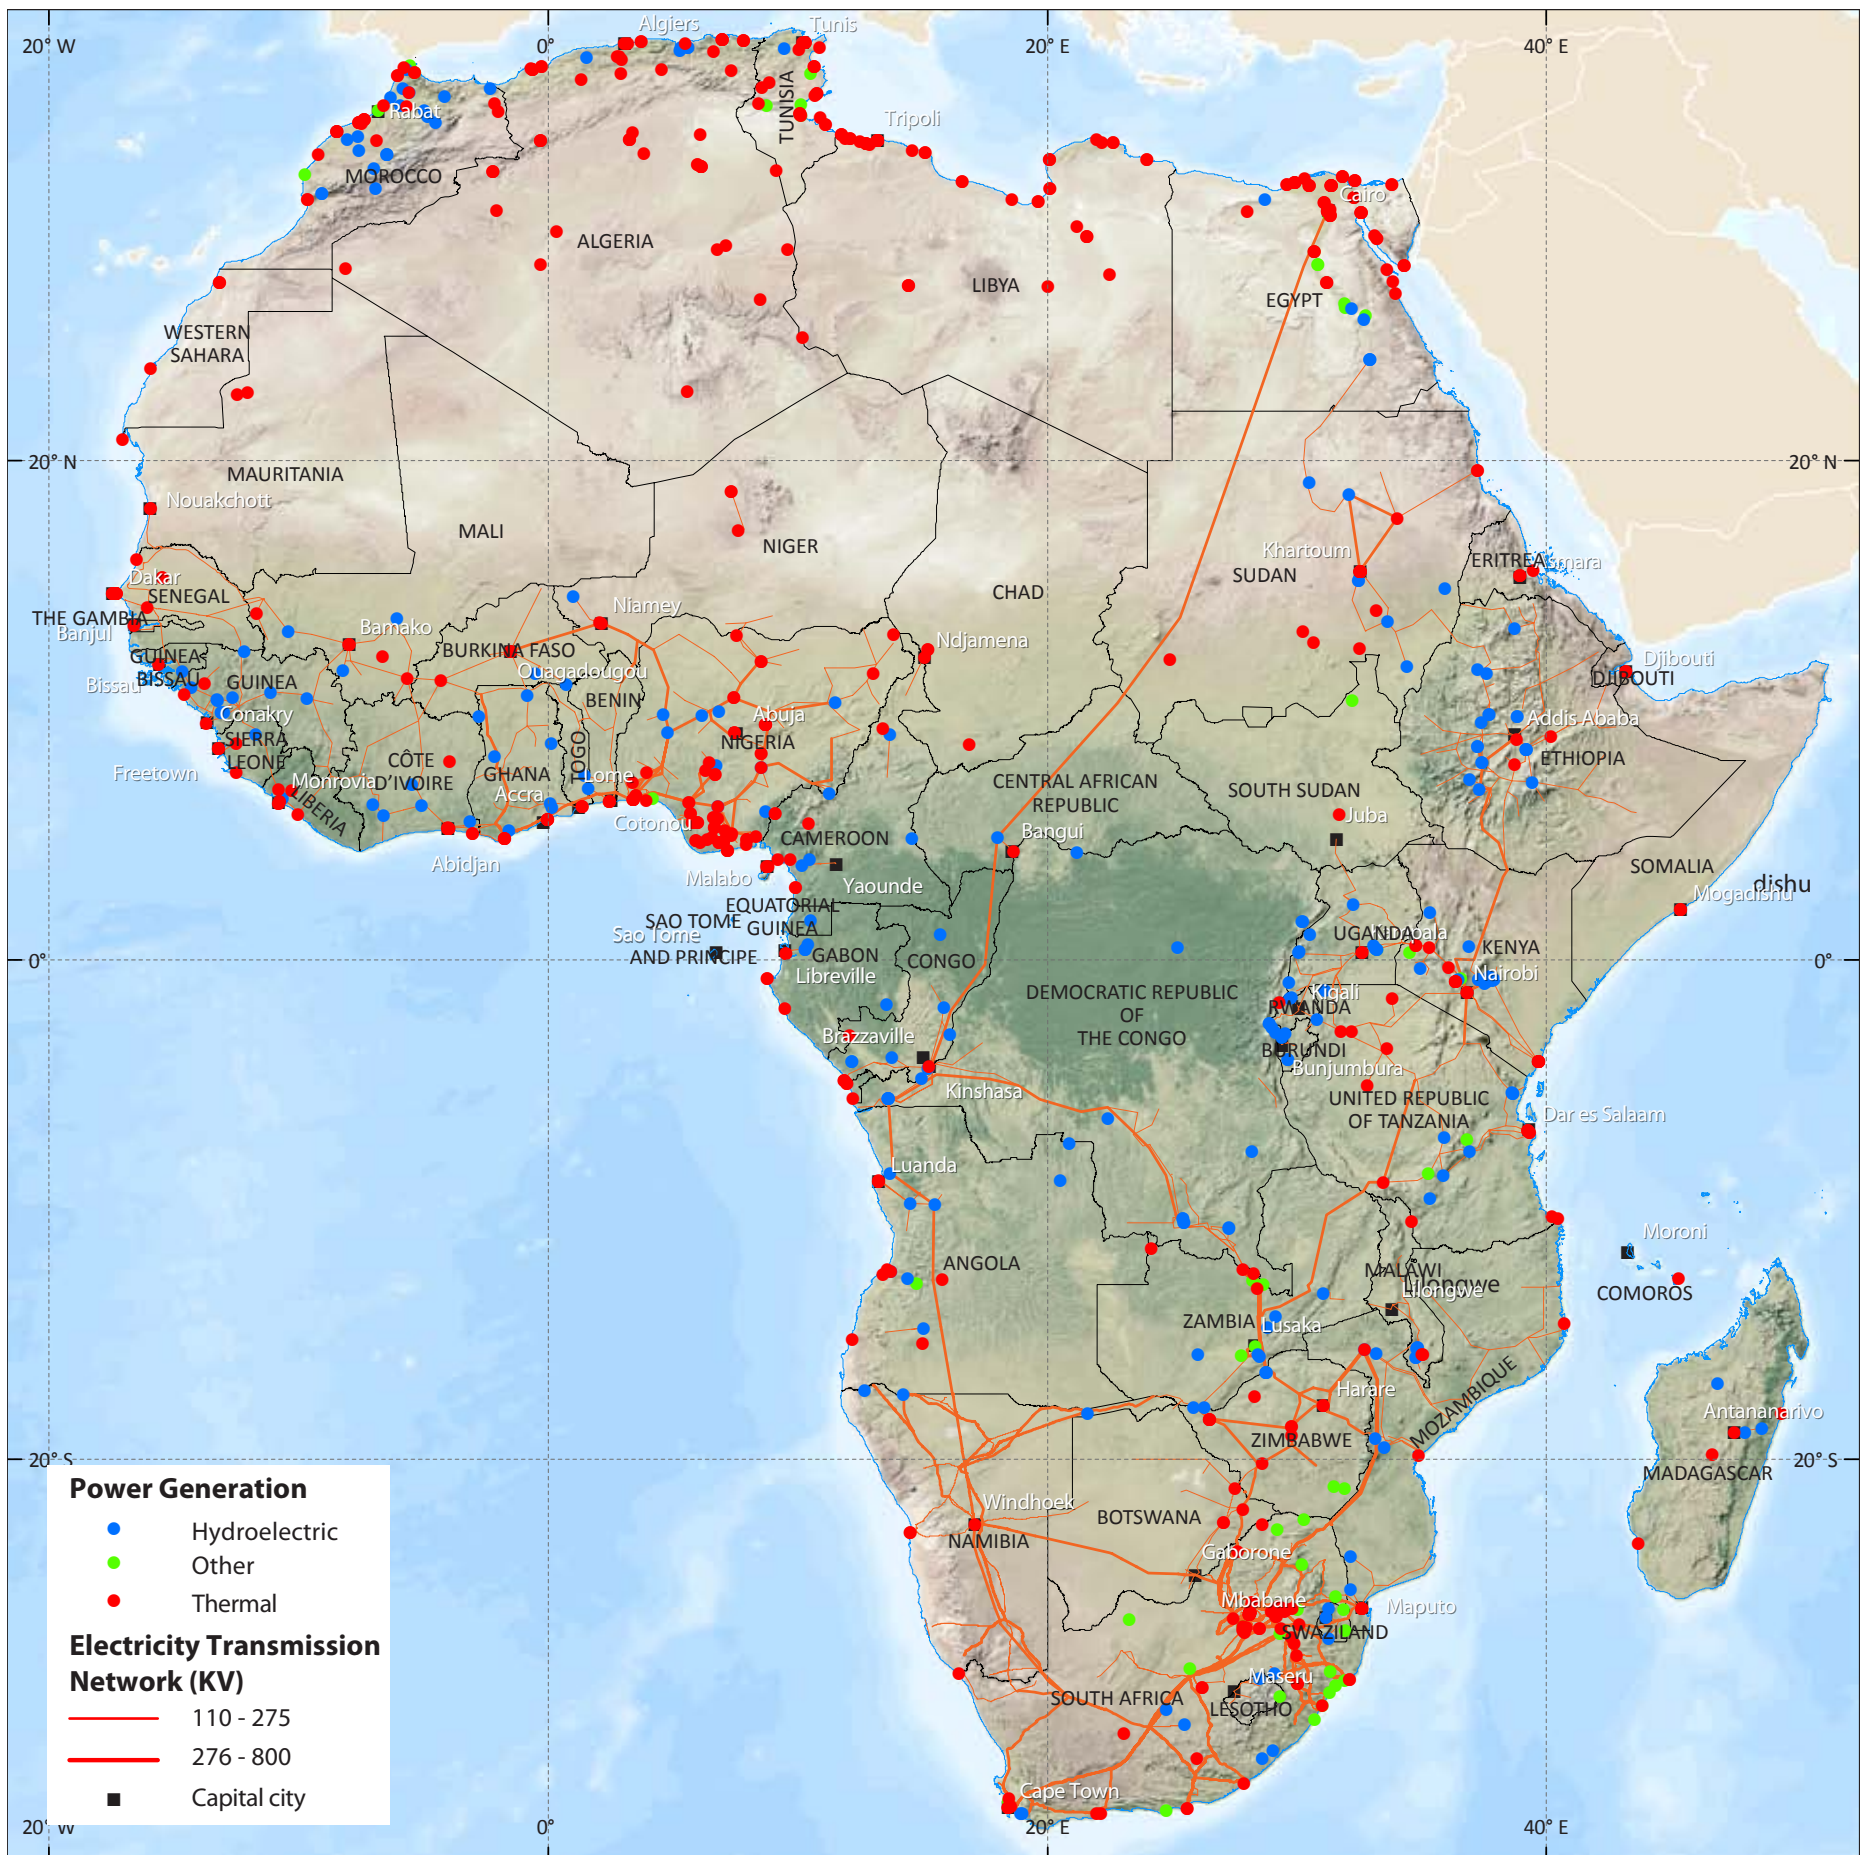 Algiers
Tunis
20° W
0°
20° E
40° E
Rabat
TUNISIA
Tripoli
MOROCCO
Cairo
ALGERIA
LIBYA
EGYPT
WESTERN
SAHARA
20° N
20° N
MAURITANIA
Nouakchott
MALI
NIGER
Khartoum
SUDAN
ERITREA
smara
CHAD
Dakar
SENEGAL
THE GAMBIA
Banjul
Niamey
Bamako
BURKINA FASO
Ndjamena
GUINEA-
BISSAU
Bissau
GUINEA
Ouagadougou
BENIN
Djibouti
DJIBOUTI
Conakry
Abuja
NIGERIA
Addis Ababa
ETHIOPIA
SIERRA
LEONE
Freetown
CÔTE
D'IVOIRE
GHANA
TOGO
Lome
Accra
Monrovia
LIBERIA
CENTRAL AFRICAN
REPUBLIC
SOUTH SUDAN
Juba
Cotonou
CAMEROON
Bangui
Abidjan
Malabo
Yaounde
SOMALIA
dishu
Mogadishu
EQUATORIAL
GUINEA
SAO TOME
AND PRINCIPE
Sao Tome
UGANDA
ala
KENYA
0°
0°
GABON
CONGO
Libreville
Nairobi
DEMOCRATIC REPUBLIC
OF
THE CONGO
Kigali
RWANDA
Brazzaville
BURUNDI
Bunjumbura
Kinshasa
UNITED REPUBLIC
OF TANZANIA
Dar es Salaam
Luanda
Moroni
ANGOLA
MALAWI
Lilongwe
ilongwe
COMOROS
ZAMBIA
Lusaka
Harare
MOZAMBIQUE
Antananarivo
ZIMBABWE
20° S
20° S
MADAGASCAR
Windhoek
NAMIBIA
BOTSWANA
Gaborone
Mbabane
Maputo
SWAZILAND
Maseru
SOUTH AFRICA
LESOTHO
Cape Town
Power Generation
Hydroelectric
Other
Thermal
Electricity Transmission
Network (KV)
110 - 275
276 - 800
Capital city
20° W
0°
20° E
40° E